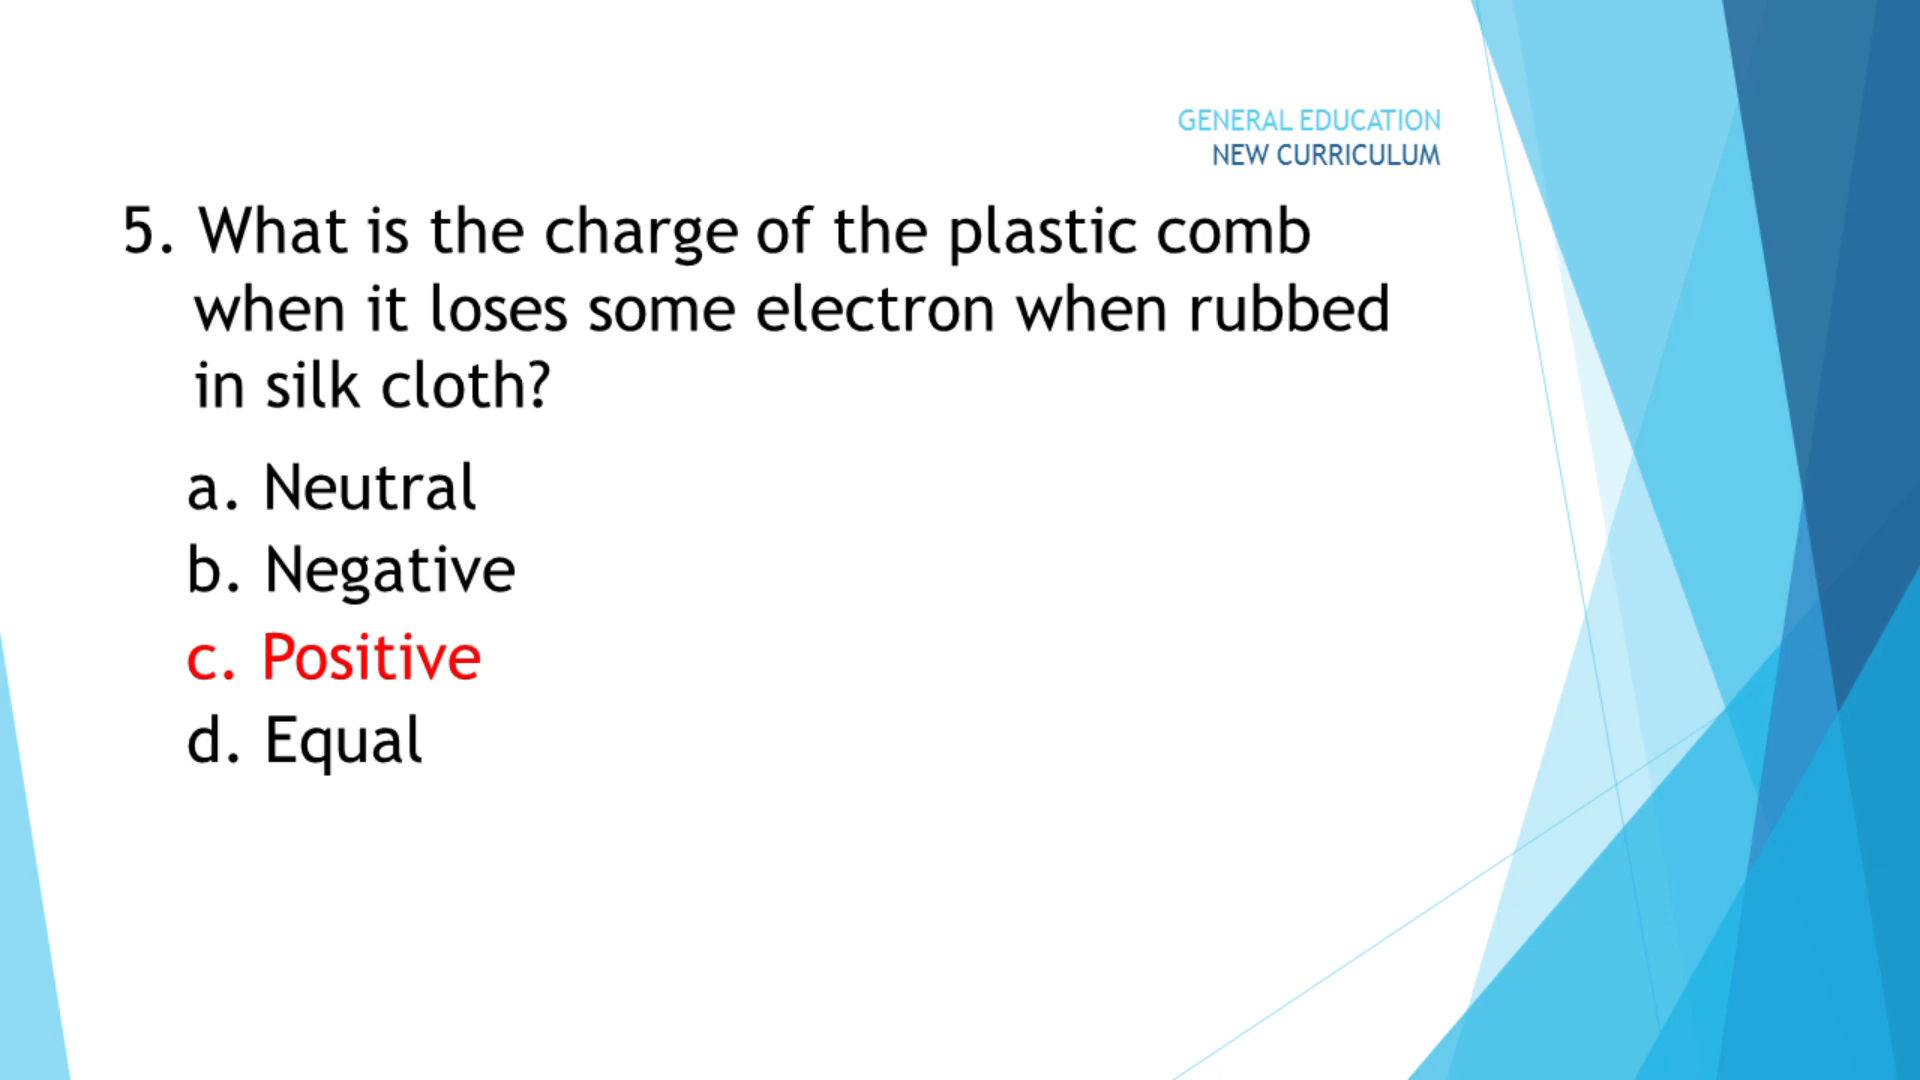 GENERAL EDUCATION
NEW CURRICULUM
5. What is the charge of the plastic comb
when it loses some electron when rubbed
in silk cloth?
a. Neutral
b. Negative
c. Positive
d. Equal